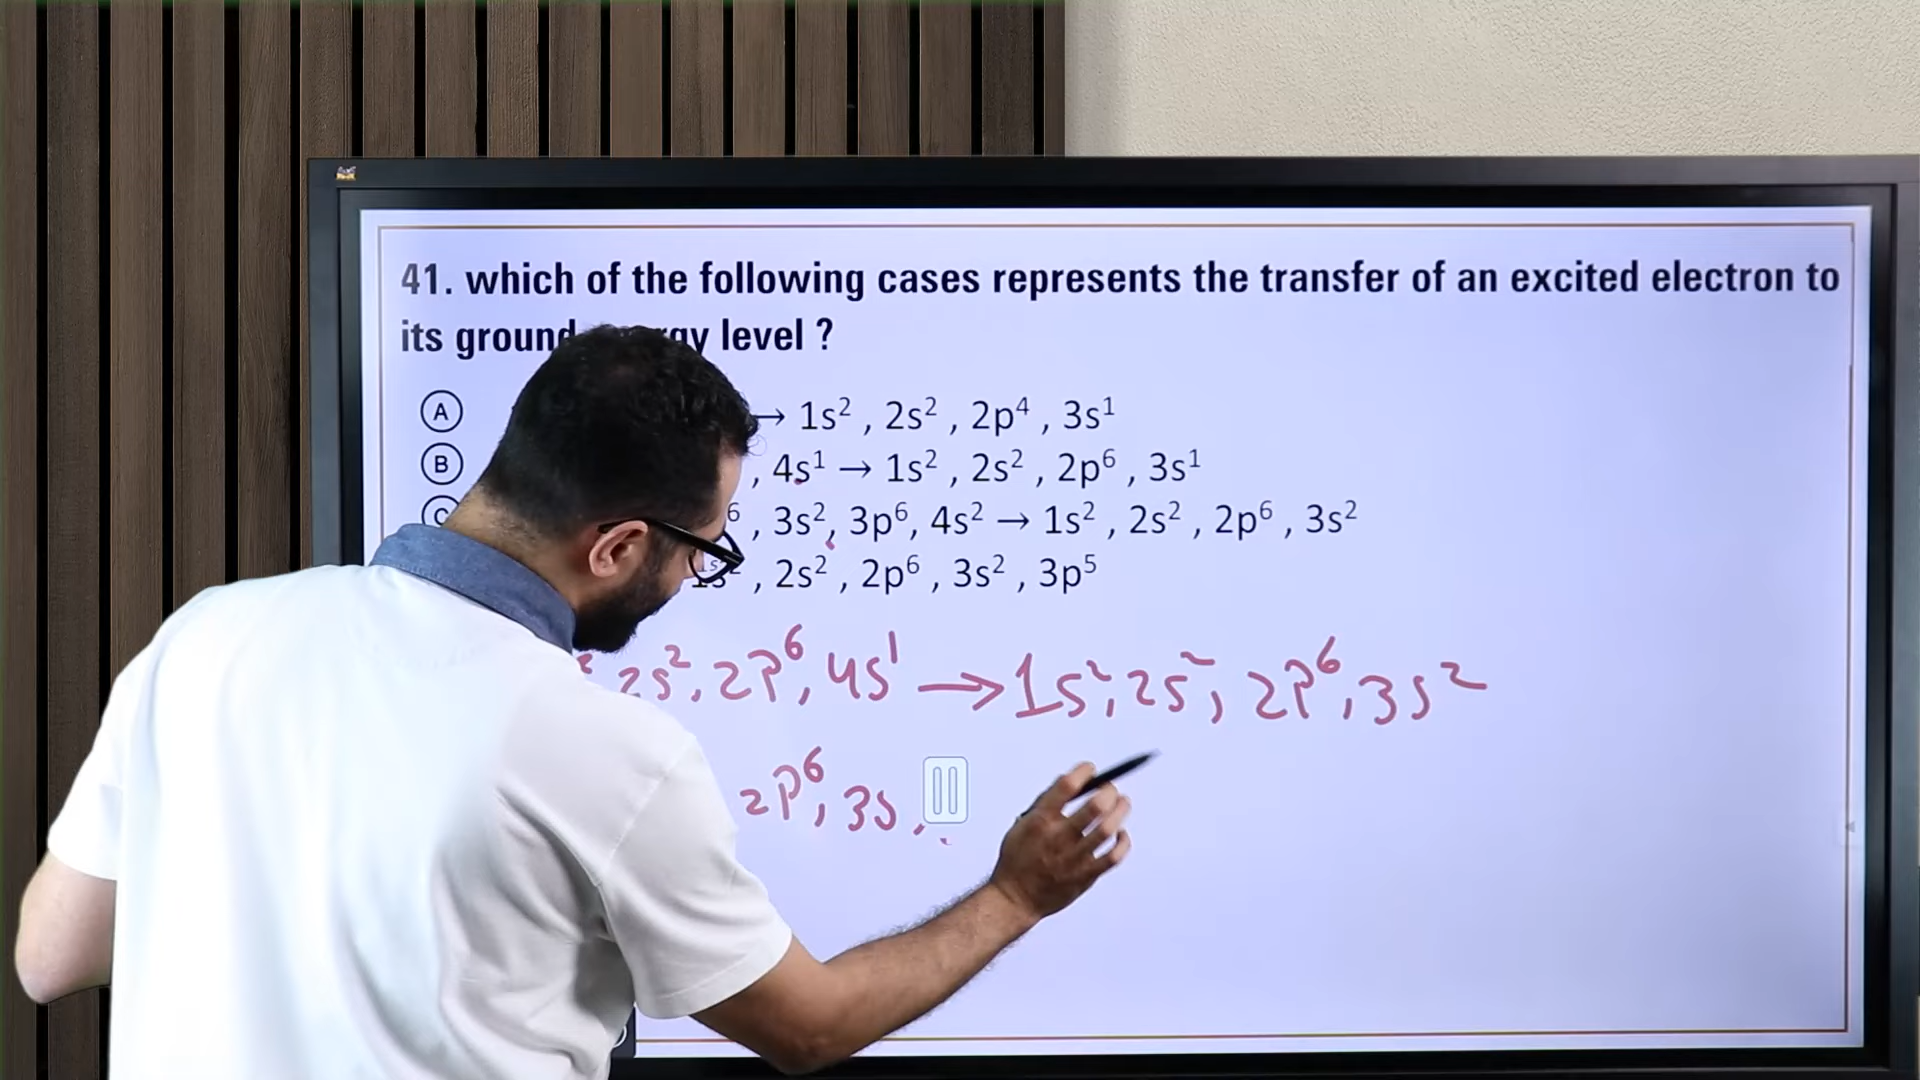 41. which of the following cases represents the transfer of an excited electron to
its ground level ?
A → 1s² , 2s² , 2p⁴ , 3s¹
B , 4s¹ → 1s² , 2s² , 2p⁶ , 3s¹
C ⁶ , 3s², 3p⁶, 4s² → 1s² , 2s² , 2p⁶ , 3s²
1s² , 2s² , 2p⁶ , 3s² , 3p⁵
2s², 2p⁶, 4s¹ → 1s², 2s², 2p⁶, 3s²
2p⁶, 3s ,